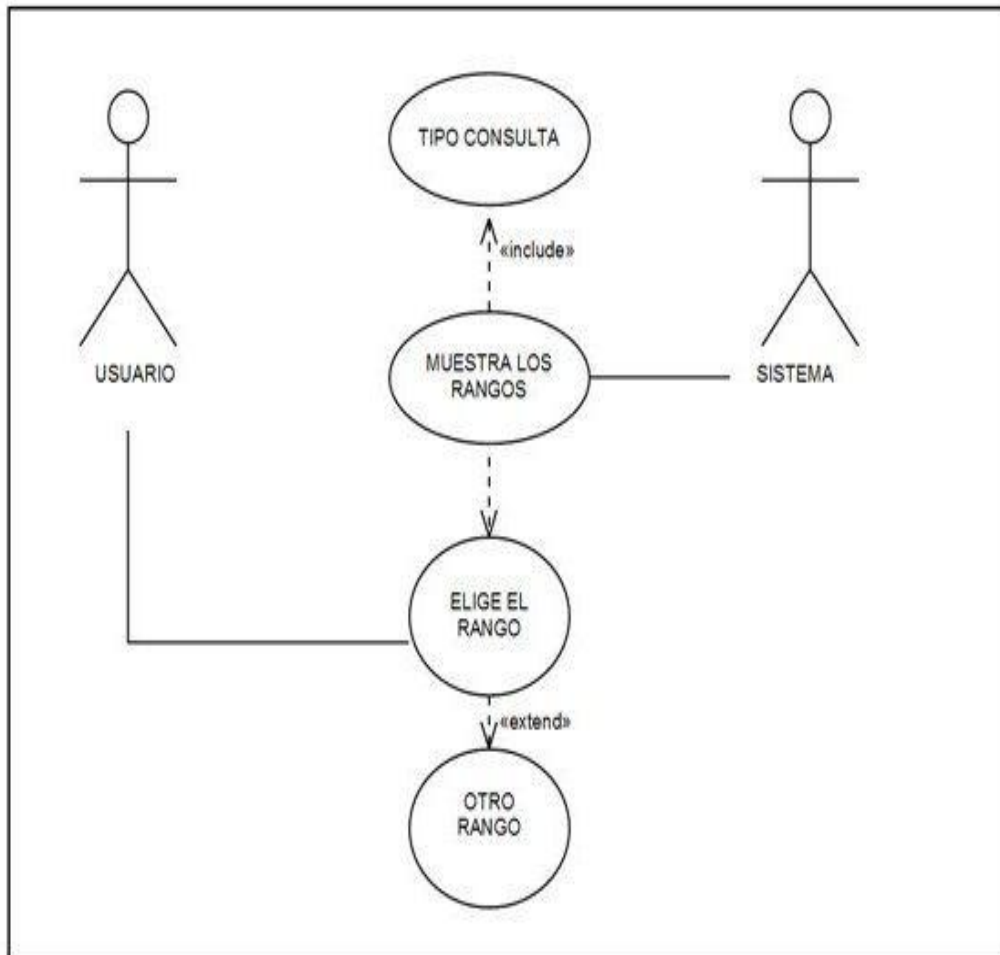 TIPO CONSULTA
«include»
USUARIO
MUESTRA LOS
RANGOS
SISTEMA
ELIGE EL
RANGO
«extend»
OTRO
RANGO